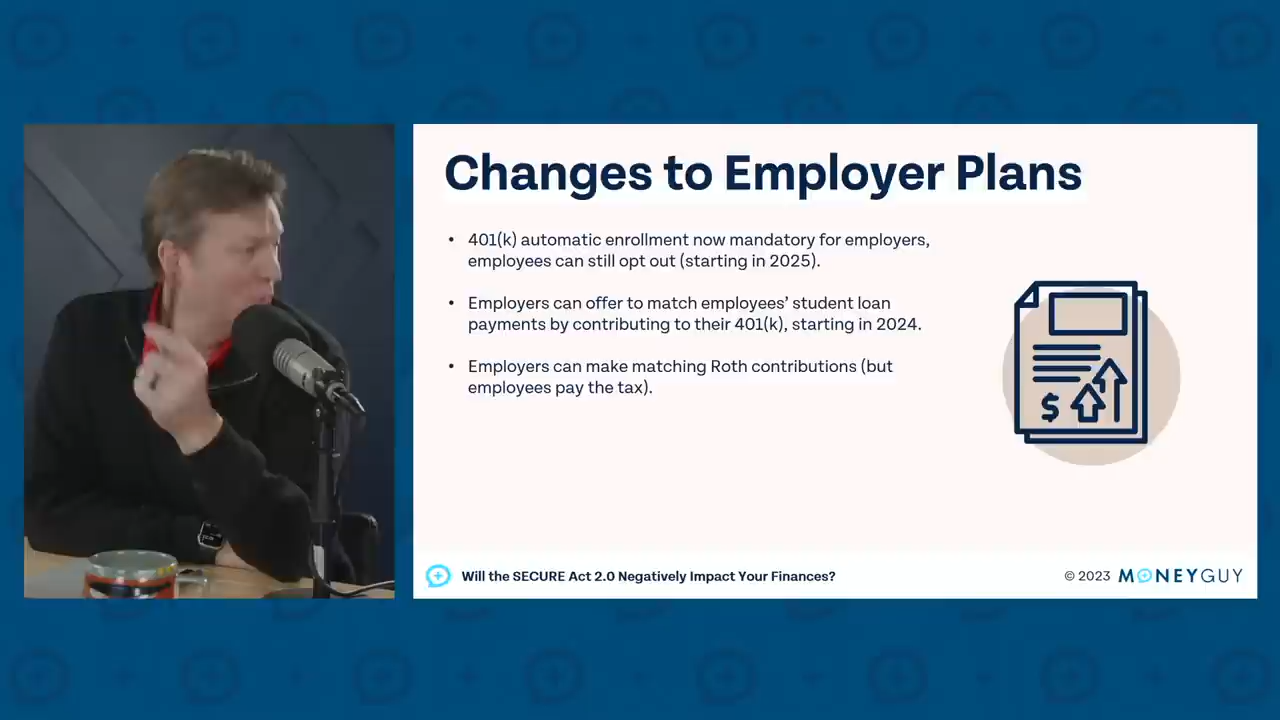 Changes to Employer Plans
• 401(k) automatic enrollment now mandatory for employers,
employees can still opt out (starting in 2025).
• Employers can offer to match employees’ student loan
payments by contributing to their 401(k), starting in 2024.
• Employers can make matching Roth contributions (but
employees pay the tax).
$
Will the SECURE Act 2.0 Negatively Impact Your Finances?
© 2023 MONEYGUY